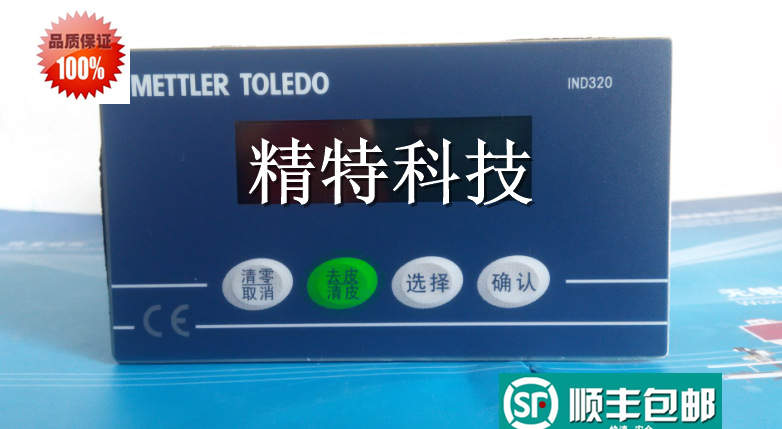 品质保证
100%
METTLER TOLEDO
IND320
精特科技
清零
取消
去皮
清皮
选择
确认
CE
SF
顺丰包邮